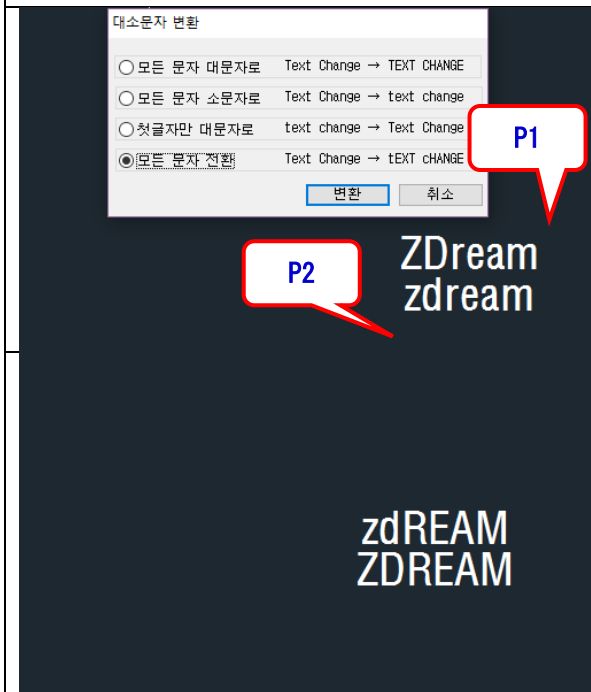 대소문자 변환
모든 문자 대문자로 Text Change → TEXT CHANGE
모든 문자 소문자로 Text Change → text change
첫글자만 대문자로 text change → Text Change
모든 문자 전환 Text Change → tEXT cHANGE
변환 취소
P1
P2
ZDream
zdream
zdREAM
ZDREAM